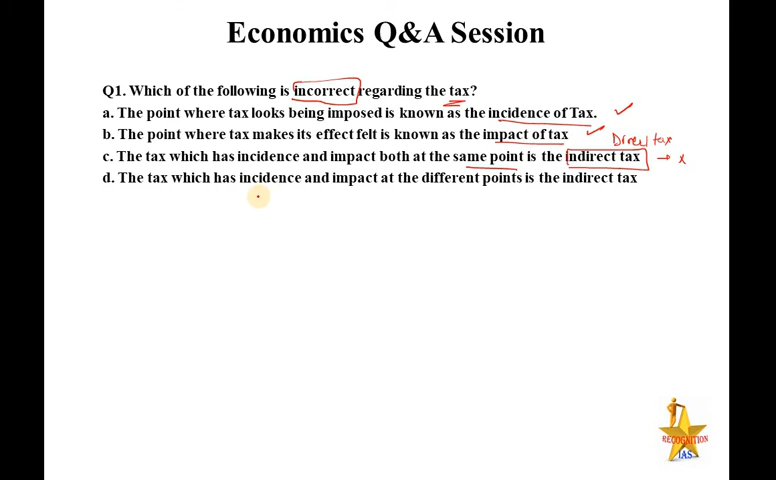 Economics Q&A Session
Q1. Which of the following is incorrect regarding the tax?
a. The point where tax looks being imposed is known as the incidence of Tax.
b. The point where tax makes its effect felt is known as the impact of tax
Direct tax
c. The tax which has incidence and impact both at the same point is the indirect tax → x
d. The tax which has incidence and impact at the different points is the indirect tax
RECOGNITION
IAS